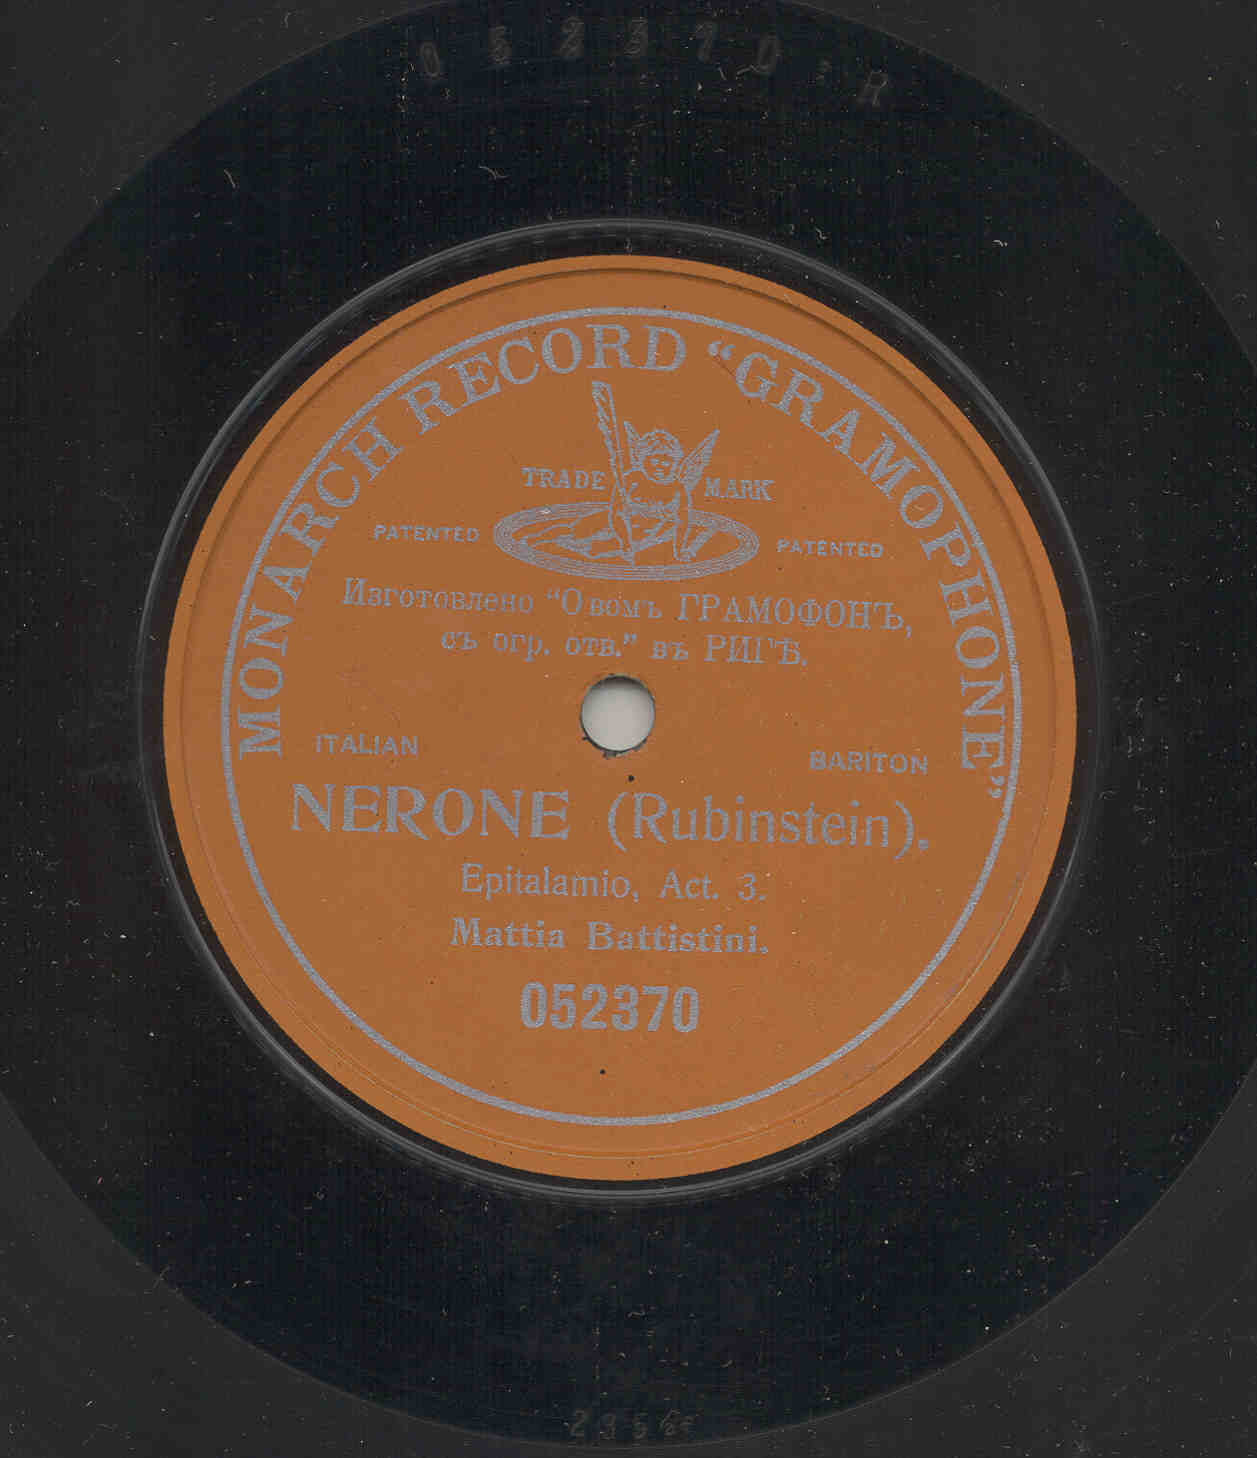 052370 R
MONARCH RECORD “GRAMOPHONE”
TRADE MARK
PATENTED PATENTED
Изготовлено “О вомъ ГРАМОФОНЪ,
съ огр. отв.” въ РИГѢ.
ITALIAN BARITON
NERONE (Rubinstein).
Epitalamio, Act. 3.
Mattia Battistini.
052370